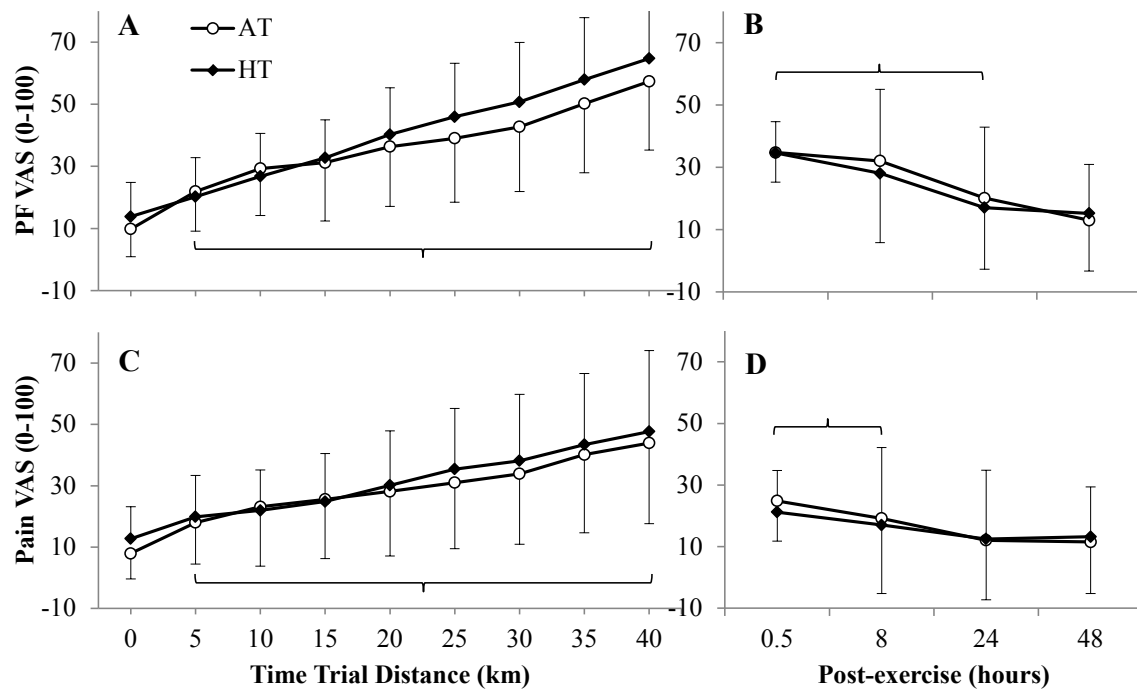 A
AT
HT
B
PF VAS (0-100)
70
50
30
10
-10
70
50
30
10
-10
C
D
Pain VAS (0-100)
70
50
30
10
-10
70
50
30
10
-10
0 5 10 15 20 25 30 35 40
0.5 8 24 48
Time Trial Distance (km)
Post-exercise (hours)